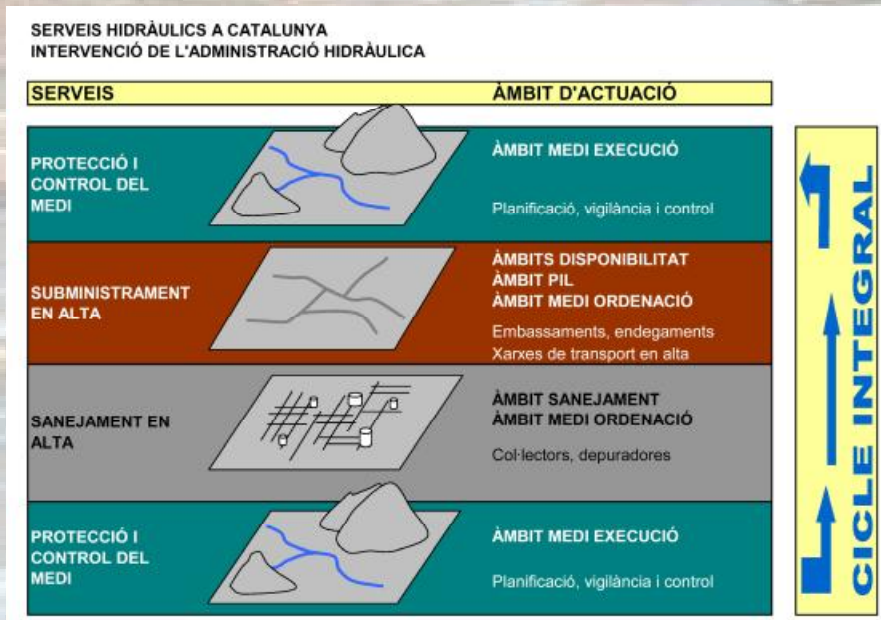 SERVEIS HIDRÀULICS A CATALUNYA
INTERVENCIÓ DE L'ADMINISTRACIÓ HIDRÀULICA
SERVEIS
ÀMBIT D'ACTUACIÓ
PROTECCIÓ I
CONTROL DEL
MEDI
ÀMBIT MEDI EXECUCIÓ
Planificació, vigilància i control
SUBMINISTRAMENT
EN ALTA
ÀMBITS DISPONIBILITAT
ÀMBIT PIL
ÀMBIT MEDI ORDENACIÓ
Embassaments, endegaments
Xarxes de transport en alta
SANEJAMENT EN
ALTA
ÀMBIT SANEJAMENT
ÀMBIT MEDI ORDENACIÓ
Col·lectors, depuradores
PROTECCIÓ I
CONTROL DEL
MEDI
ÀMBIT MEDI EXECUCIÓ
Planificació, vigilància i control
CICLE INTEGRAL